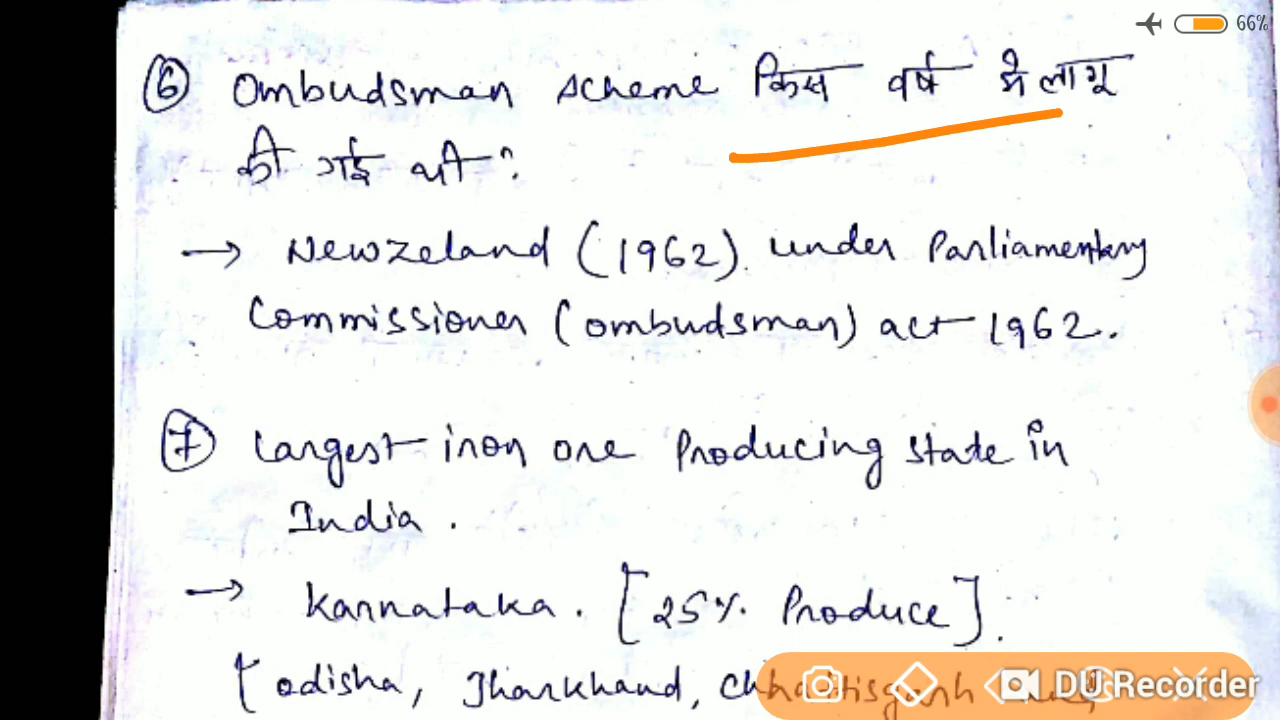 66%
⑥ Ombudsman scheme किस वर्ष मे लागू
की गई थी?
→ Newzeland (1962). under Parliamentary
Commissioner (ombudsman) act 1962.
⑦ Largest iron ore Producing state in
India.
→ Karnataka. [25% Produce].
{ odisha, Jharkhand, Chhattisgarh
DU Recorder